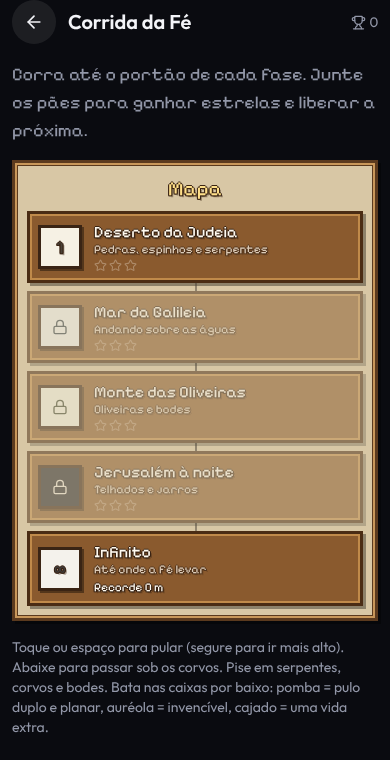 Corrida da Fé
0
Corra até o portão de cada fase. Junte
os pães para ganhar estrelas e liberar a
próxima.
Mapa
1
Deserto da Judeia
Pedras, espinhos e serpentes
Mar da Galileia
Andando sobre as águas
Monte das Oliveiras
Oliveiras e bodes
Jerusalém à noite
Telhados e jarros
∞
Infinito
Até onde a Fé levar
Recorde 0 m
Toque ou espaço para pular (segure para ir mais alto).
Abaixe para passar sob os corvos. Pise em serpentes,
corvos e bodes. Bata nas caixas por baixo: pomba = pulo
duplo e planar, auréola = invencível, cajado = uma vida
extra.